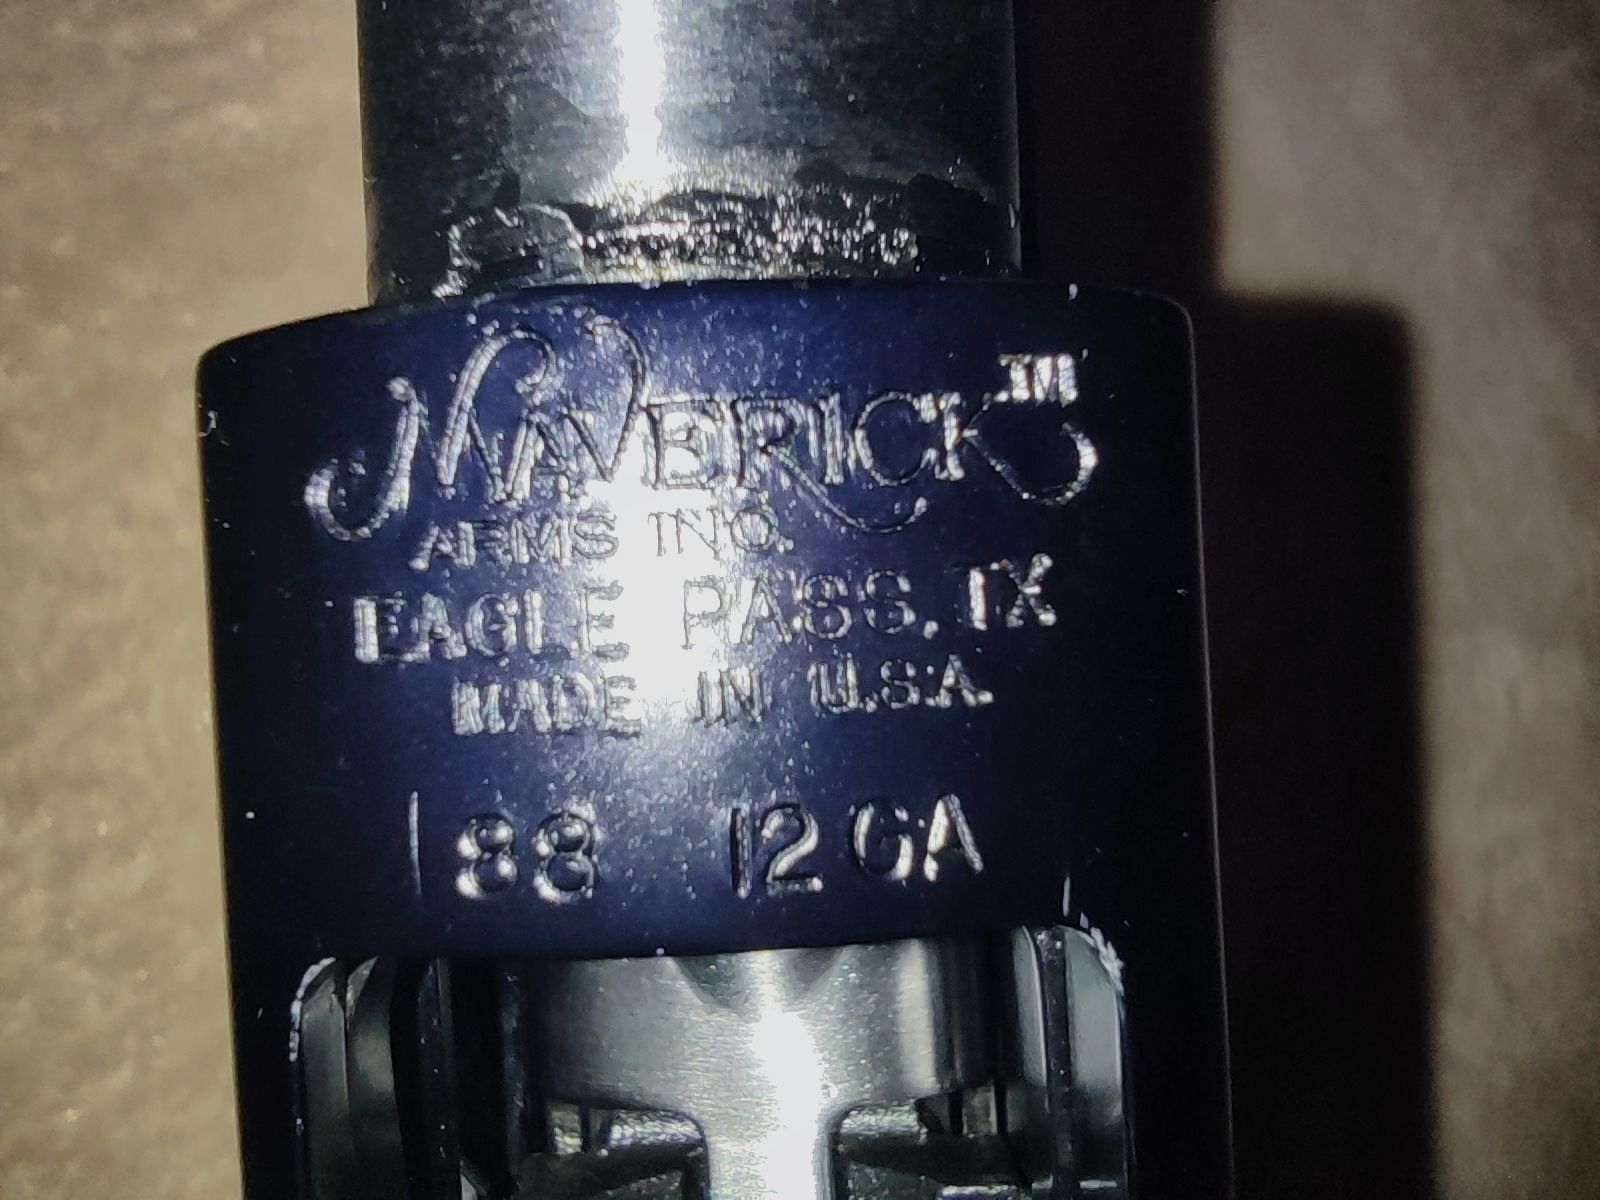 MAVERICK™
ARMS INC.
EAGLE PASS, TX
MADE IN U.S.A.
88 12 GA